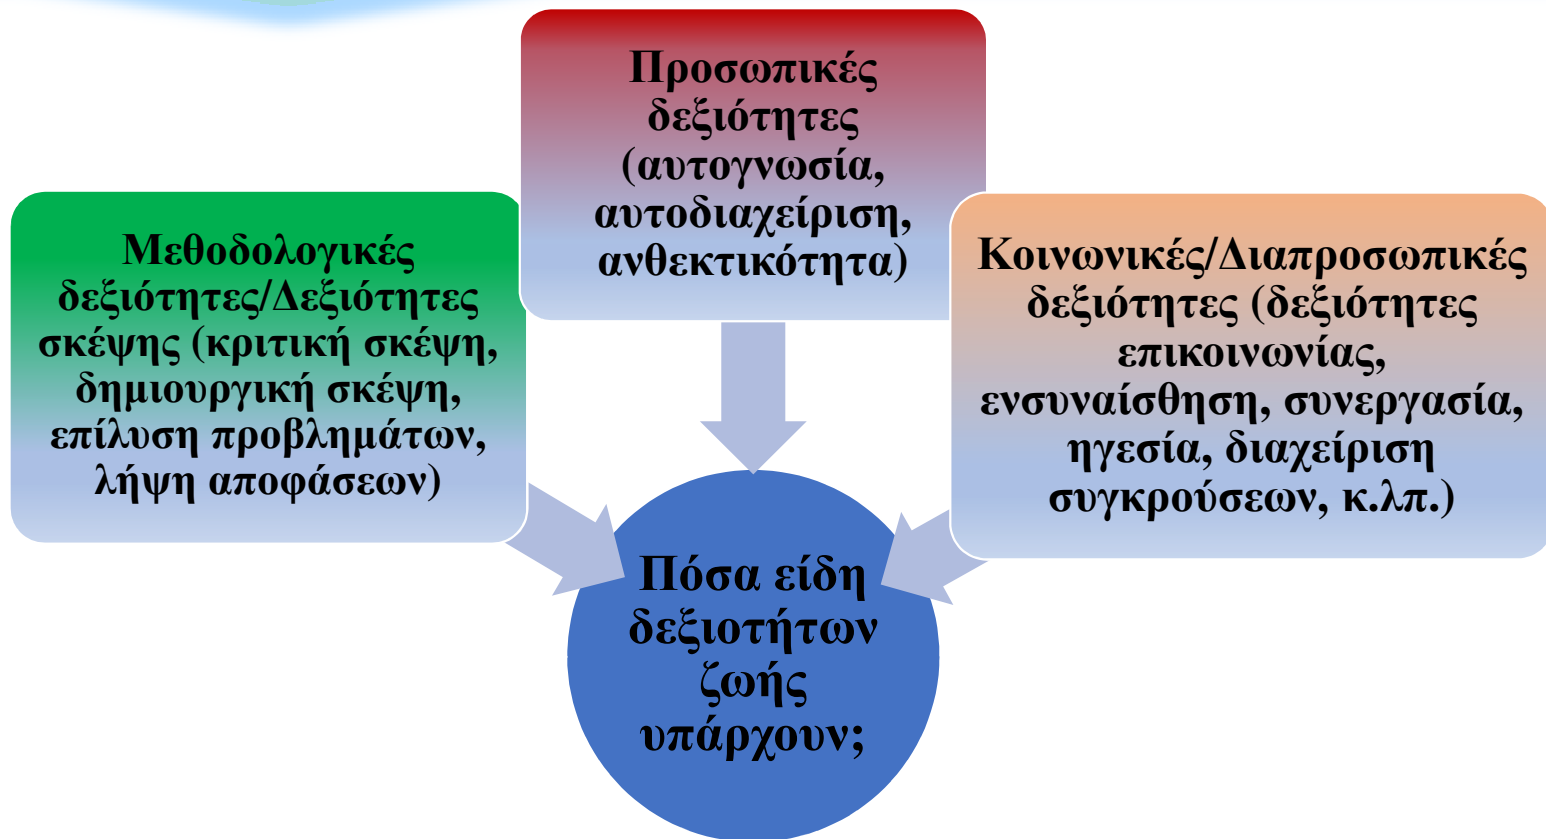 Προσωπικές
δεξιότητες
(αυτογνωσία,
αυτοδιαχείριση,
ανθεκτικότητα)
Μεθοδολογικές
δεξιότητες/Δεξιότητες
σκέψης (κριτική σκέψη,
δημιουργική σκέψη,
επίλυση προβλημάτων,
λήψη αποφάσεων)
Κοινωνικές/Διαπροσωπικές
δεξιότητες (δεξιότητες
επικοινωνίας,
ενσυναίσθηση, συνεργασία,
ηγεσία, διαχείριση
συγκρούσεων, κ.λπ.)
Πόσα είδη
δεξιοτήτων
ζωής
υπάρχουν;